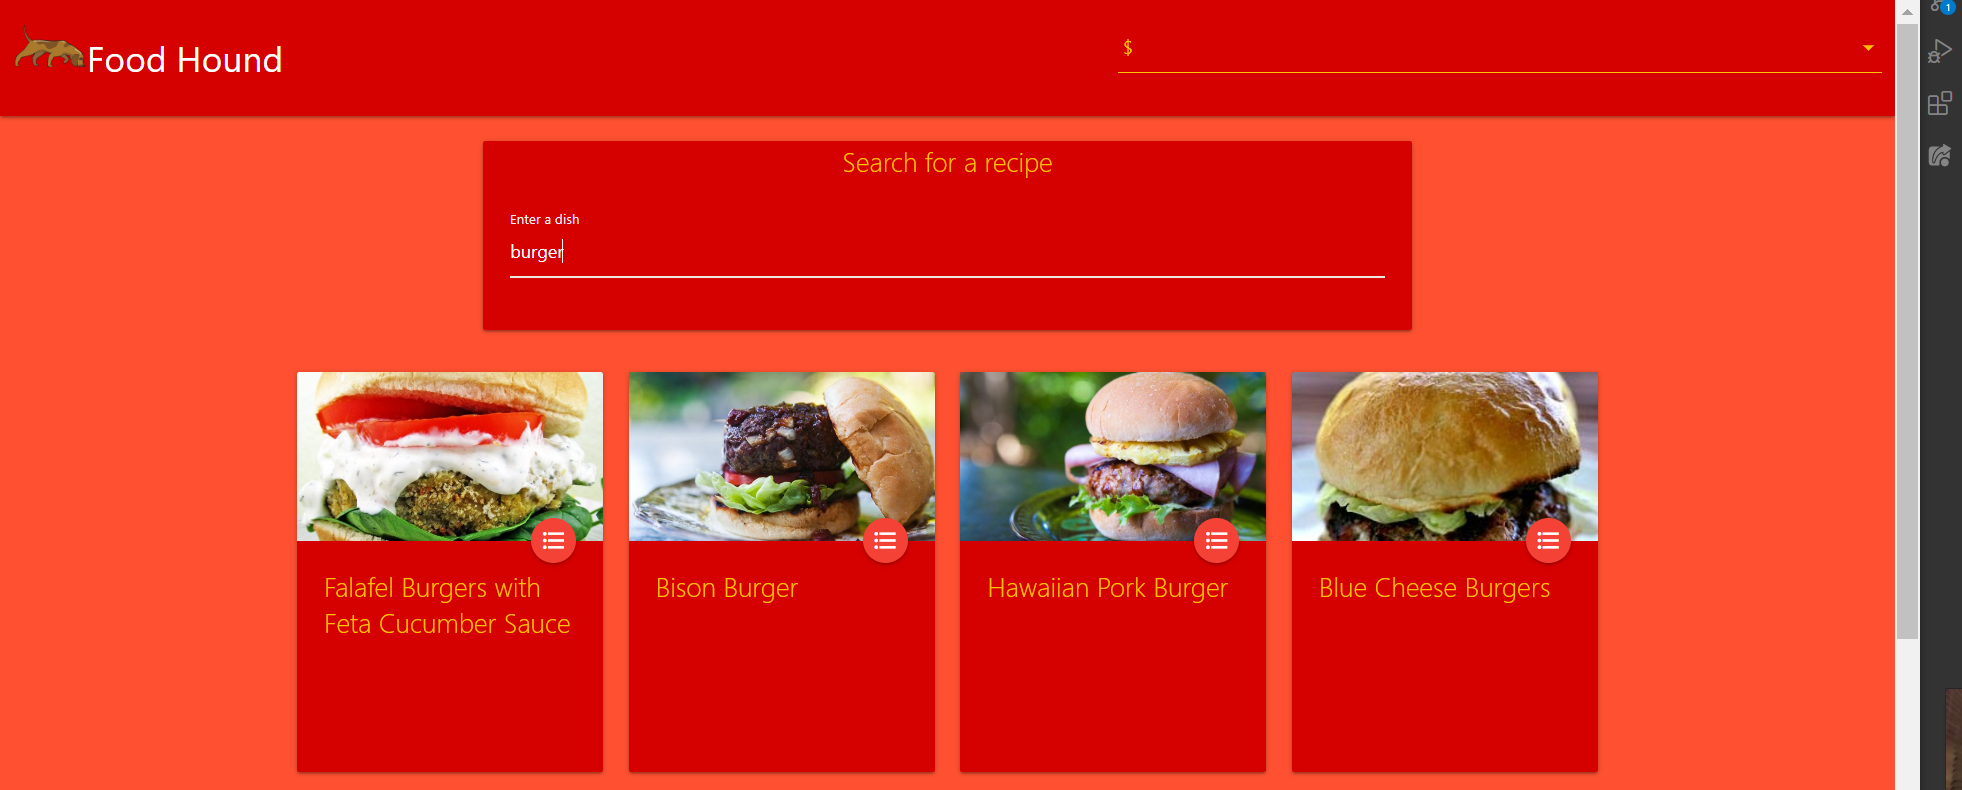 Food Hound
$
1
Search for a recipe
Enter a dish
burger
Falafel Burgers with
Feta Cucumber Sauce
Bison Burger
Hawaiian Pork Burger
Blue Cheese Burgers